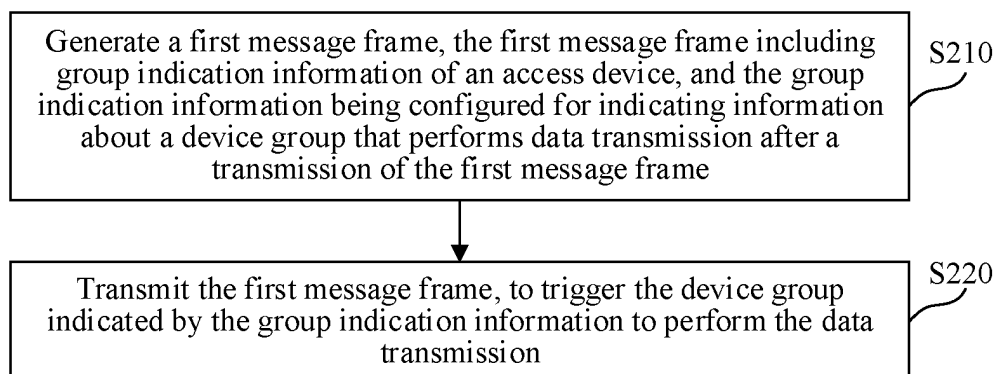 Generate a first message frame, the first message frame including
group indication information of an access device, and the group
indication information being configured for indicating information
about a device group that performs data transmission after a
transmission of the first message frame
S210
Transmit the first message frame, to trigger the device group
indicated by the group indication information to perform the data
transmission
S220